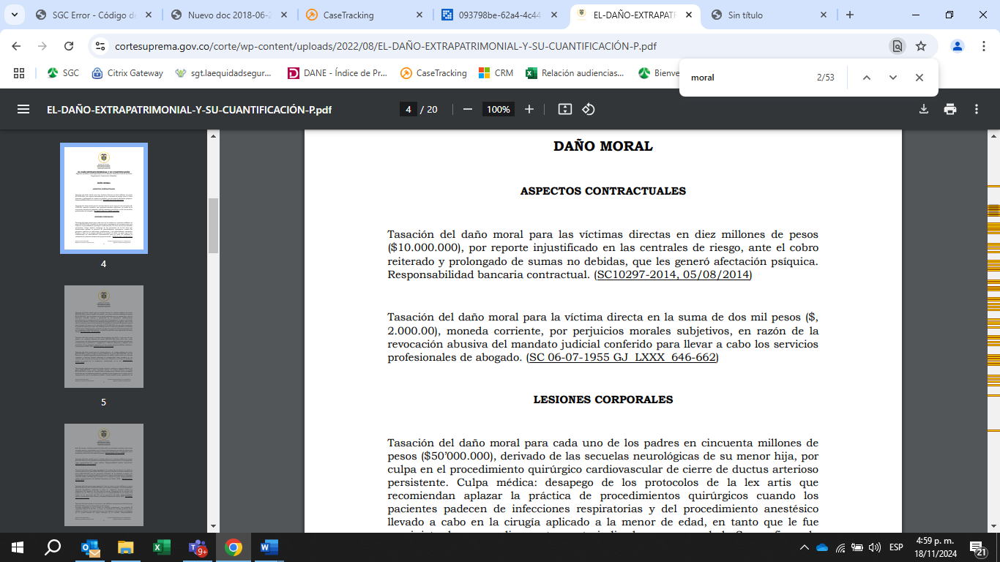 SGC Error - Código de
Nuevo doc 2018-06-2
CaseTracking
093798be-62a4-4c44
EL-DAÑO-EXTRAPATRI
Sin título
cortesuprema.gov.co/corte/wp-content/uploads/2022/08/EL-DAÑO-EXTRAPATRIMONIAL-Y-SU-CUANTIFICACIÓN-P.pdf
SGC
Citrix Gateway
sgt.laequidadsegur...
DANE - Índice de Pr...
CaseTracking
CRM
Relación audiencias...
Bienve
moral
2/53
EL-DAÑO-EXTRAPATRIMONIAL-Y-SU-CUANTIFICACIÓN-P.pdf
4 / 20
100%
DAÑO MORAL
ASPECTOS CONTRACTUALES
Tasación del daño moral para las víctimas directas en diez millones de pesos
($10.000.000), por reporte injustificado en las centrales de riesgo, ante el cobro
reiterado y prolongado de sumas no debidas, que les generó afectación psíquica.
Responsabilidad bancaria contractual. (SC10297-2014, 05/08/2014)
Tasación del daño moral para la víctima directa en la suma de dos mil pesos ($,
2.000.00), moneda corriente, por perjuicios morales subjetivos, en razón de la
revocación abusiva del mandato judicial conferido para llevar a cabo los servicios
profesionales de abogado. (SC 06-07-1955 GJ LXXX 646-662)
LESIONES CORPORALES
Tasación del daño moral para cada uno de los padres en cincuenta millones de
pesos ($50’000.000), derivado de las secuelas neurológicas de su menor hija, por
culpa en el procedimiento quirúrgico cardiovascular de cierre de ductus arterioso
persistente. Culpa médica: desapego de los protocolos de la lex artis que
recomiendan aplazar la práctica de procedimientos quirúrgicos cuando los
pacientes padecen de infecciones respiratorias y del procedimiento anestésico
llevado a cabo en la cirugía aplicado a la menor de edad, en tanto que le fue
4
5
9+
ESP
4:59 p. m.
18/11/2024
21